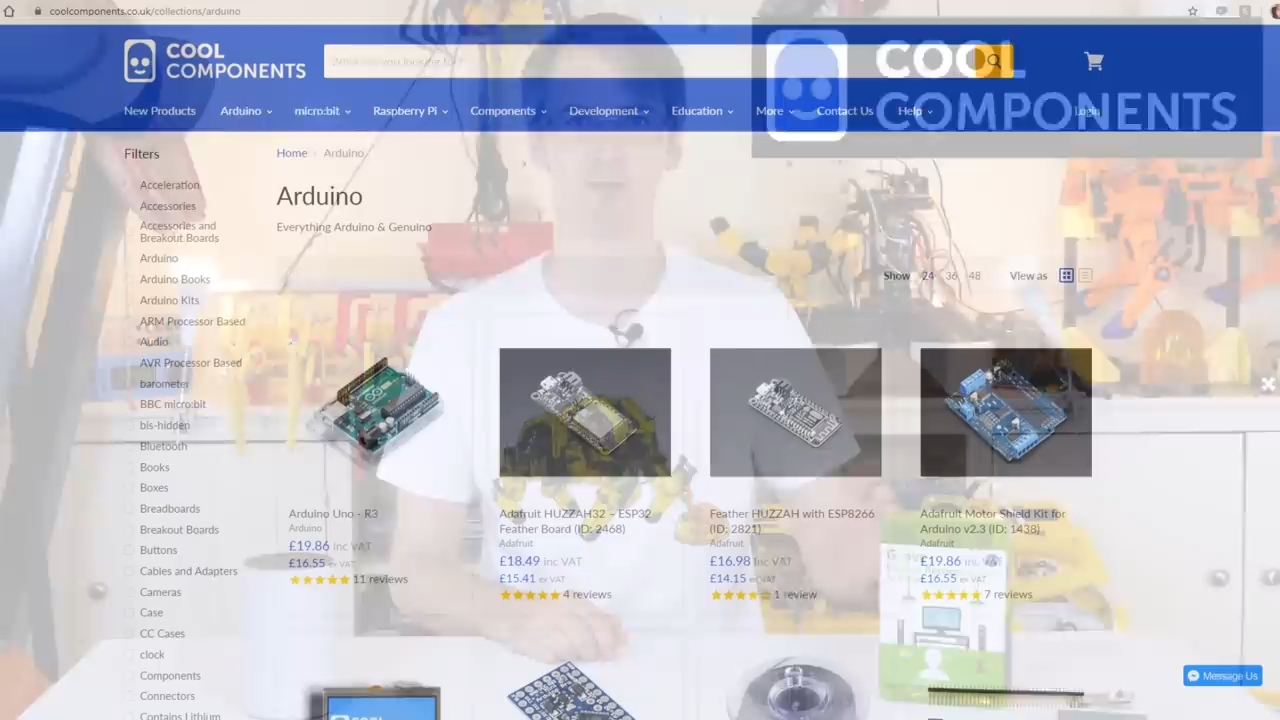 coolcomponents.co.uk/collections/arduino
COOL
COMPONENTS
What are you looking for?
COOL
COMPONENTS
New Products
Arduino
micro:bit
Raspberry Pi
Components
Development
Education
More
Contact Us
Help
Login
Filters
Home
Arduino
Acceleration
Accessories
Accessories and
Breakout Boards
Arduino
Arduino Books
Arduino Kits
ARM Processor Based
Audio
AVR Processor Based
barometer
BBC micro:bit
bis-hidden
Bluetooth
Books
Boxes
Breadboards
Breakout Boards
Buttons
Cables and Adapters
Cameras
Case
CC Cases
clock
Components
Connectors
Contains Lithium
Arduino
Everything Arduino & Genuino
Show 24 36 48 View as
Arduino Uno - R3
Arduino
£19.86 inc VAT
£16.55 ex VAT
11 reviews
Adafruit HUZZAH32 – ESP32
Feather Board (ID: 2468)
Adafruit
£18.49 inc VAT
£15.41 ex VAT
4 reviews
Feather HUZZAH with ESP8266
(ID: 2821)
Adafruit
£16.98 inc VAT
£14.15 ex VAT
1 review
Adafruit Motor Shield Kit for
Arduino v2.3 (ID: 1438)
Adafruit
£19.86 inc VAT
£16.55 ex VAT
7 reviews
COOL
Message Us